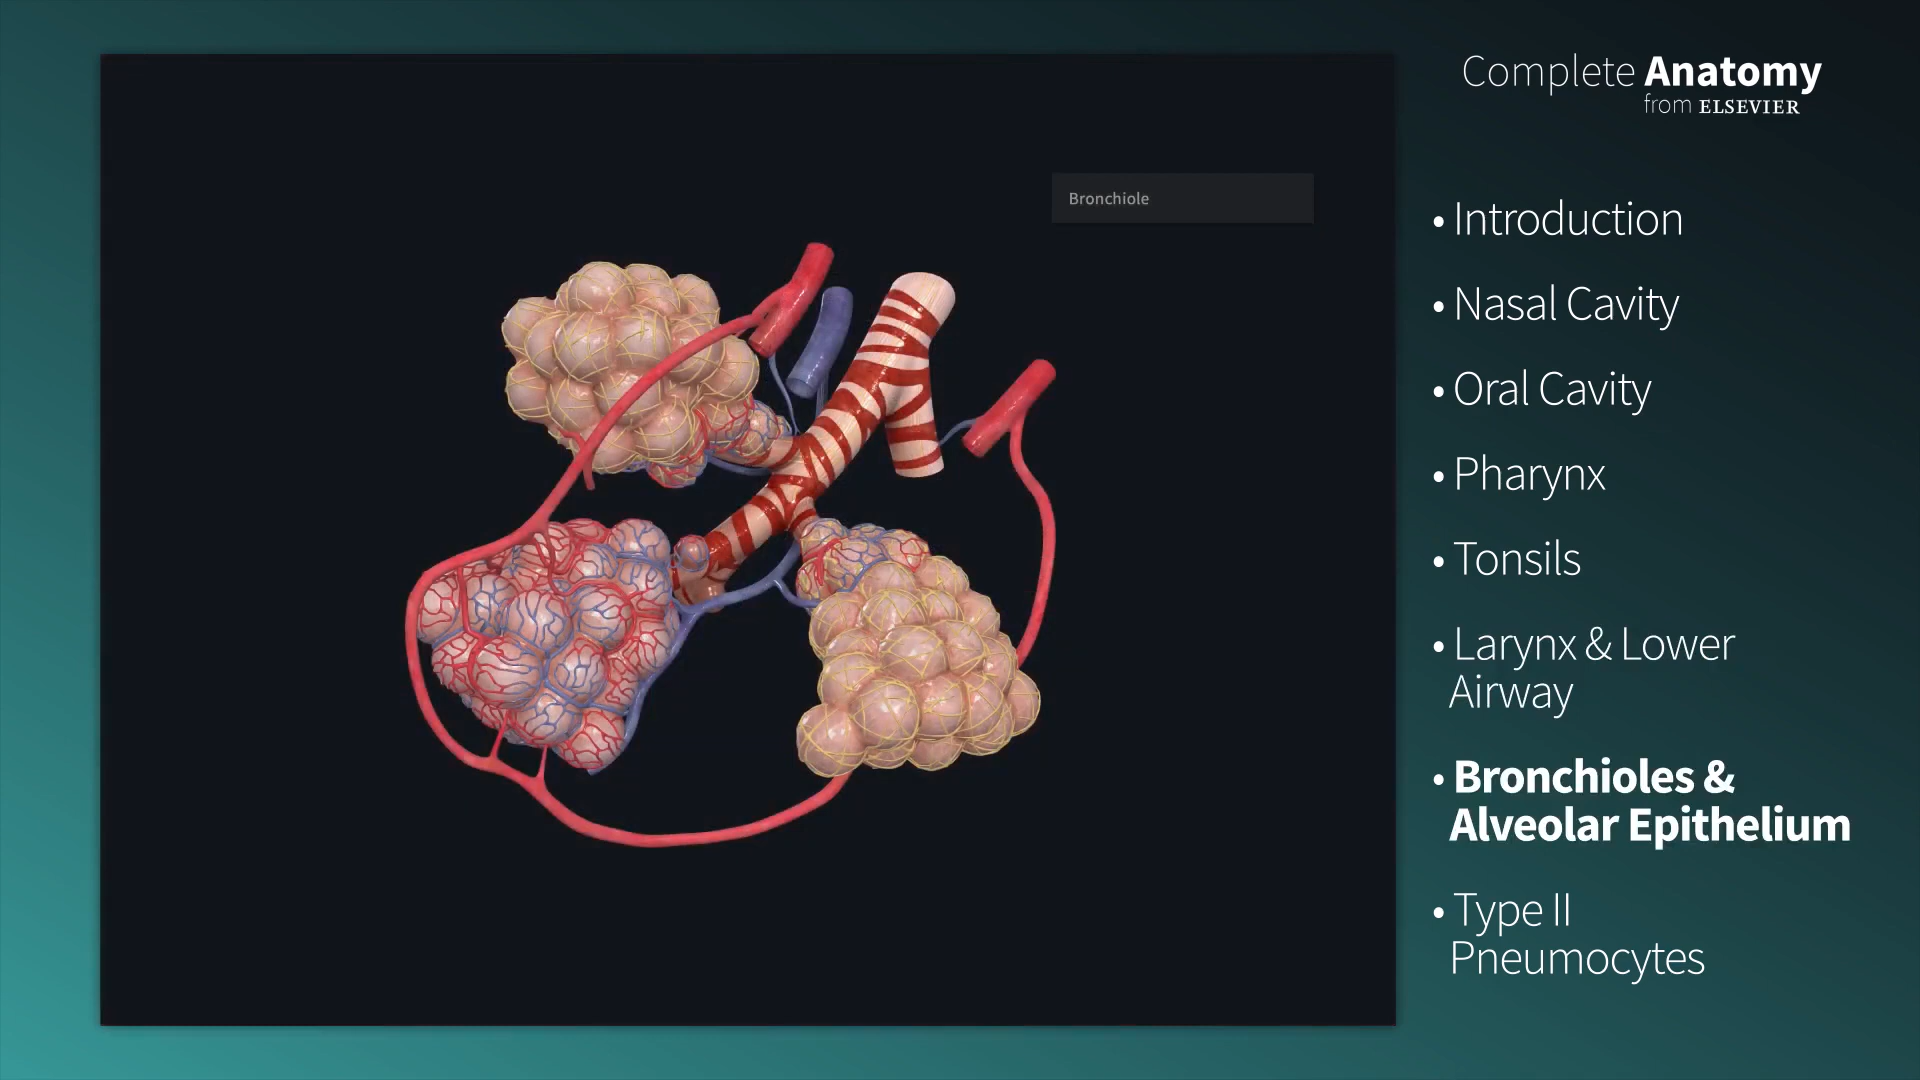 Complete Anatomy
from ELSEVIER
Bronchiole
• Introduction
• Nasal Cavity
• Oral Cavity
• Pharynx
• Tonsils
• Larynx & Lower
Airway
• Bronchioles &
Alveolar Epithelium
• Type II
Pneumocytes